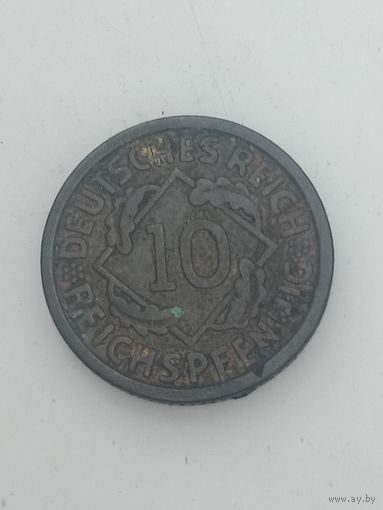 DEUTSCHES REICH
10
REICHSPFENNIG
www.ay.by